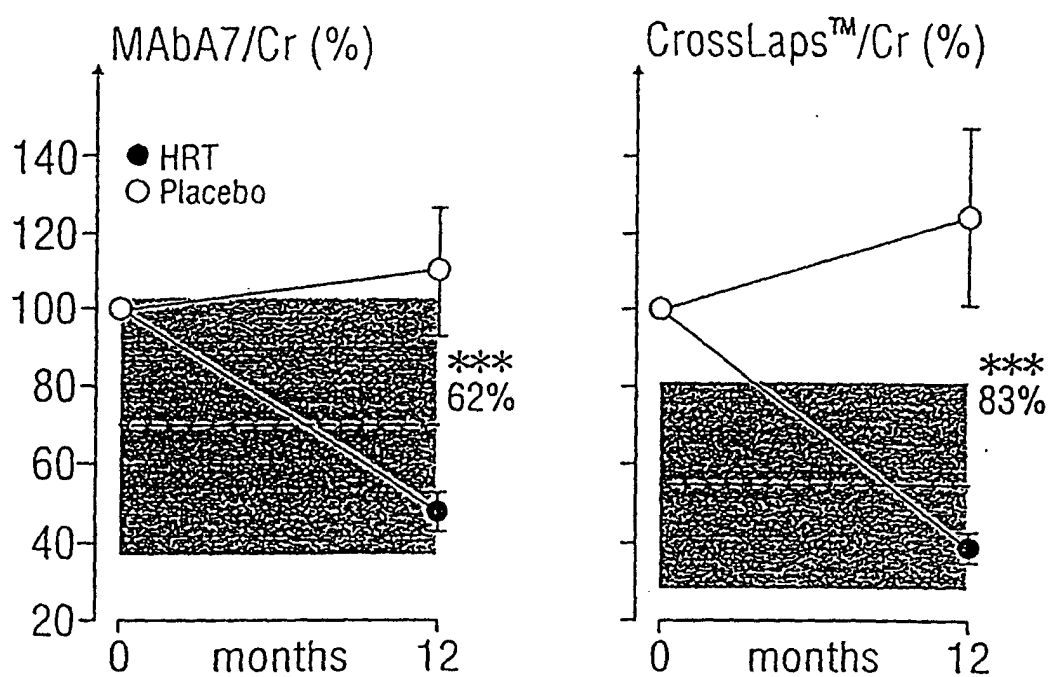 MAbA7/Cr (%)
140
120
100
80
60
40
20
HRT
Placebo
***
62%
0 months 12
CrossLaps™/Cr (%)
***
83%
0 months 12